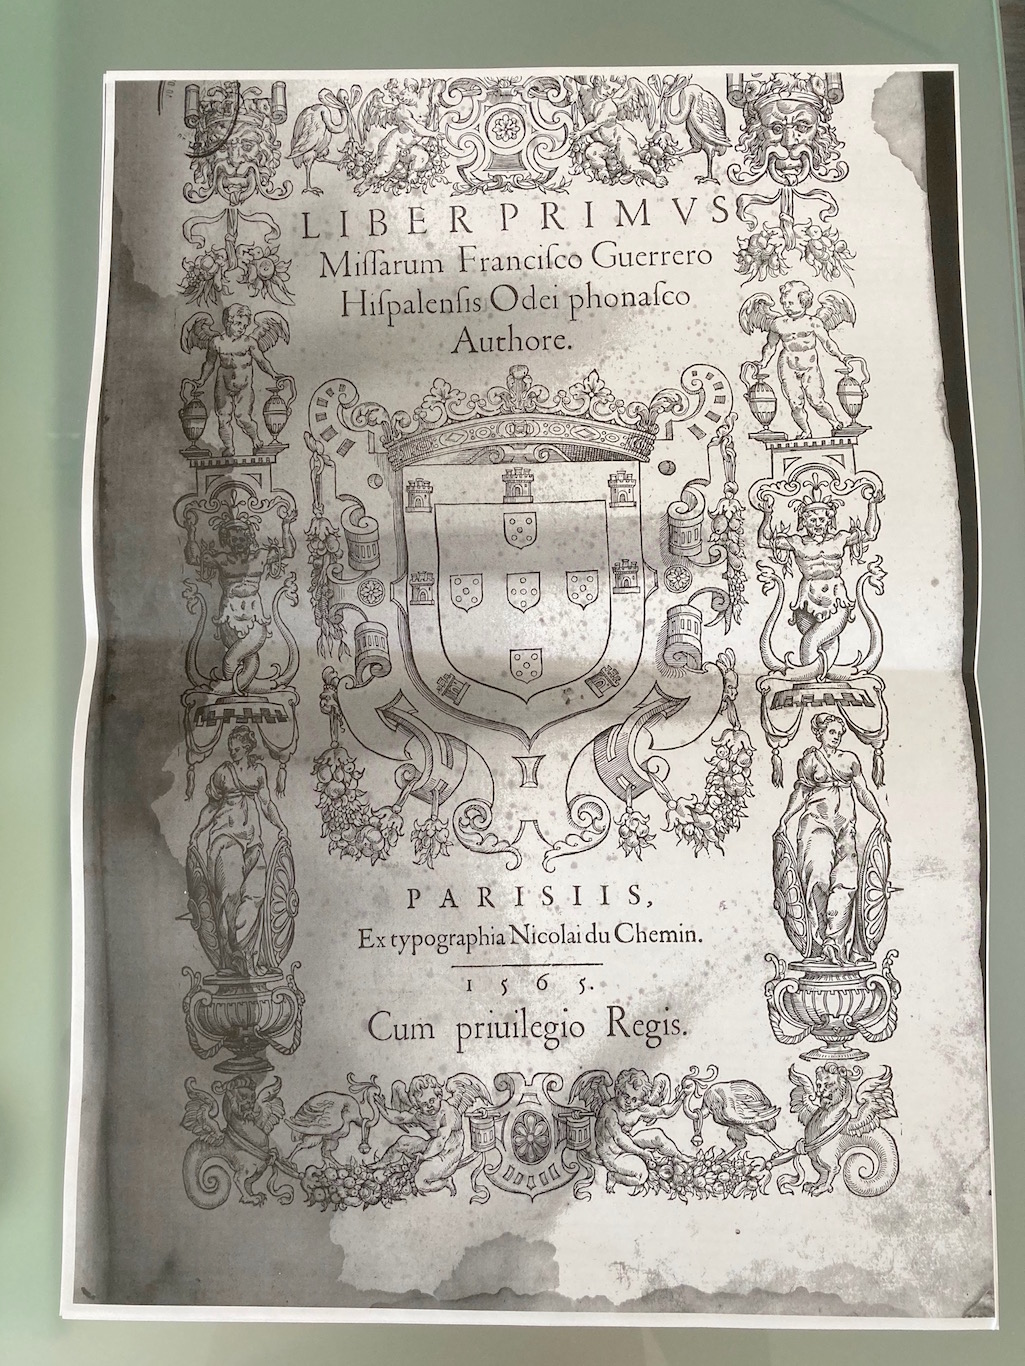 LIBER PRIMVS
Miſſarum Franciſco Guerrero
Hiſpalenſis Odei phonaſco
Authore.
PARISIIS,
Ex typographia Nicolai du Chemin.
1565.
Cum priuilegio Regis.